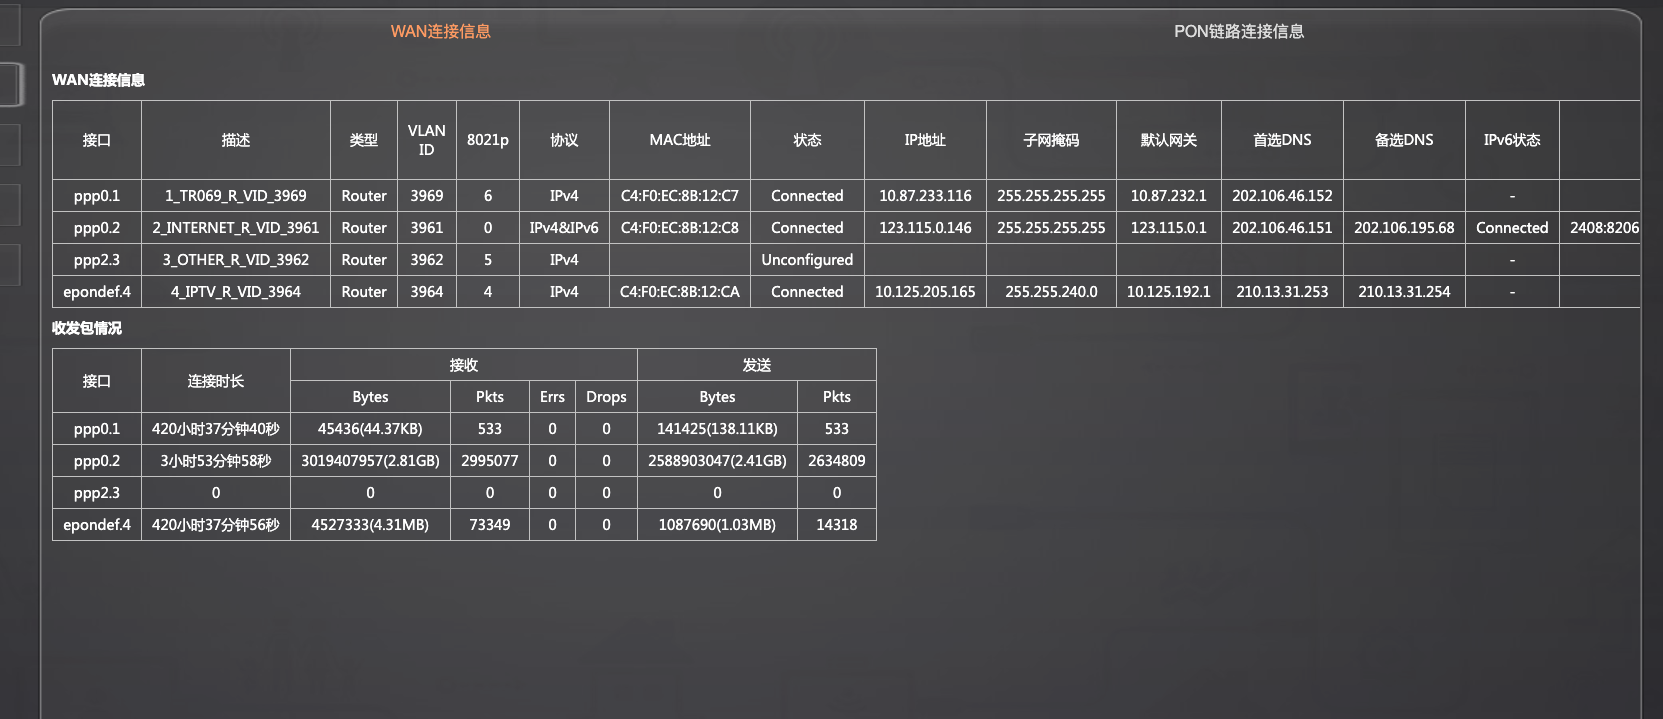 WAN连接信息 PON链路连接信息
WAN连接信息
接口 描述 类型 VLAN ID 8021p 协议 MAC地址 状态 IP地址 子网掩码 默认网关 首选DNS 备选DNS IPv6状态
ppp0.1 1_TR069_R_VID_3969 Router 3969 6 IPv4 C4:F0:EC:8B:12:C7 Connected 10.87.233.116 255.255.255.255 10.87.232.1 202.106.46.152 -
ppp0.2 2_INTERNET_R_VID_3961 Router 3961 0 IPv4&IPv6 C4:F0:EC:8B:12:C8 Connected 123.115.0.146 255.255.255.255 123.115.0.1 202.106.46.151 202.106.195.68 Connected 2408:8206
ppp2.3 3_OTHER_R_VID_3962 Router 3962 5 IPv4 Unconfigured -
epondef.4 4_IPTV_R_VID_3964 Router 3964 4 IPv4 C4:F0:EC:8B:12:CA Connected 10.125.205.165 255.255.240.0 10.125.192.1 210.13.31.253 210.13.31.254 -
收发包情况
接口 连接时长 接收 发送
Bytes Pkts Errs Drops Bytes Pkts
ppp0.1 420小时37分钟40秒 45436(44.37KB) 533 0 0 141425(138.11KB) 533
ppp0.2 3小时53分钟58秒 3019407957(2.81GB) 2995077 0 0 2588903047(2.41GB) 2634809
ppp2.3 0 0 0 0 0 0 0
epondef.4 420小时37分钟56秒 4527333(4.31MB) 73349 0 0 1087690(1.03MB) 14318